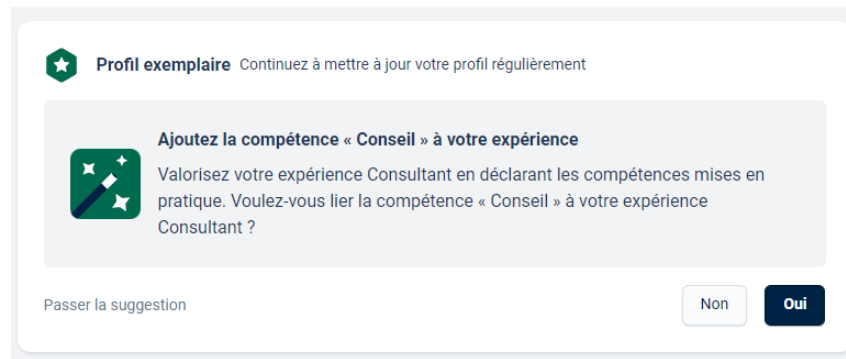 Profil exemplaire Continuez à mettre à jour votre profil régulièrement
Ajoutez la compétence « Conseil » à votre expérience
Valorisez votre expérience Consultant en déclarant les compétences mises en
pratique. Voulez-vous lier la compétence « Conseil » à votre expérience
Consultant ?
Passer la suggestion
Non
Oui